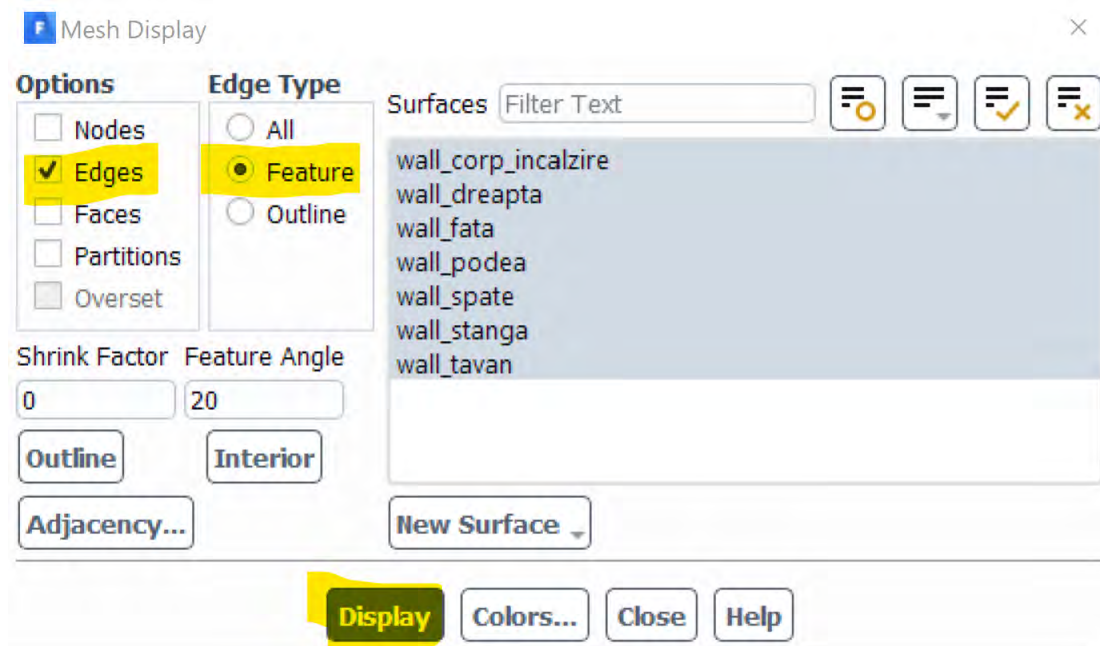 Mesh Display
Options
Nodes
Edges
Faces
Partitions
Overset
Edge Type
All
Feature
Outline
Shrink Factor Feature Angle
0 20
Outline Interior
Adjacency...
Surfaces Filter Text
wall_corp_incalzire
wall_dreapta
wall_fata
wall_podea
wall_spate
wall_stanga
wall_tavan
New Surface
Display Colors... Close Help